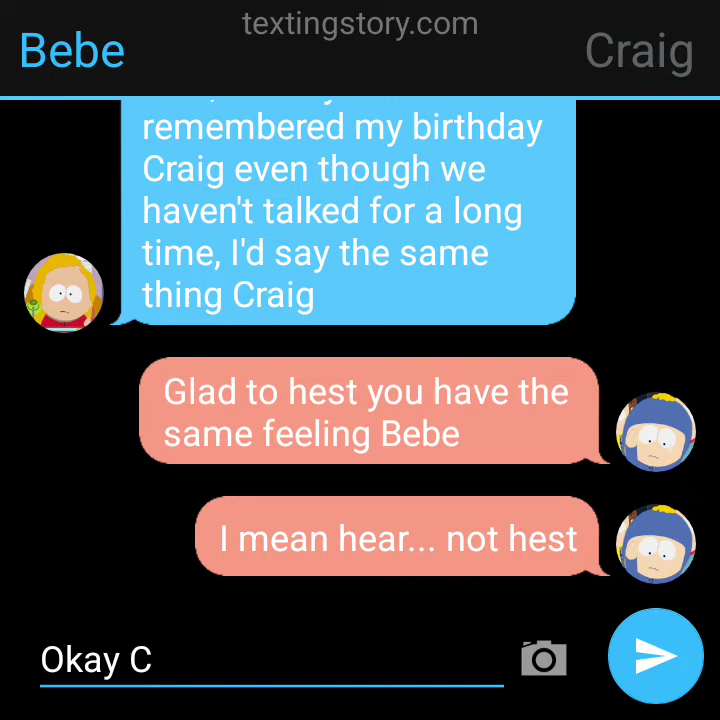 textingstory.com
Bebe
Craig
remembered my birthday
Craig even though we
haven't talked for a long
time, I'd say the same
thing Craig
Glad to hest you have the
same feeling Bebe
I mean hear... not hest
Okay C